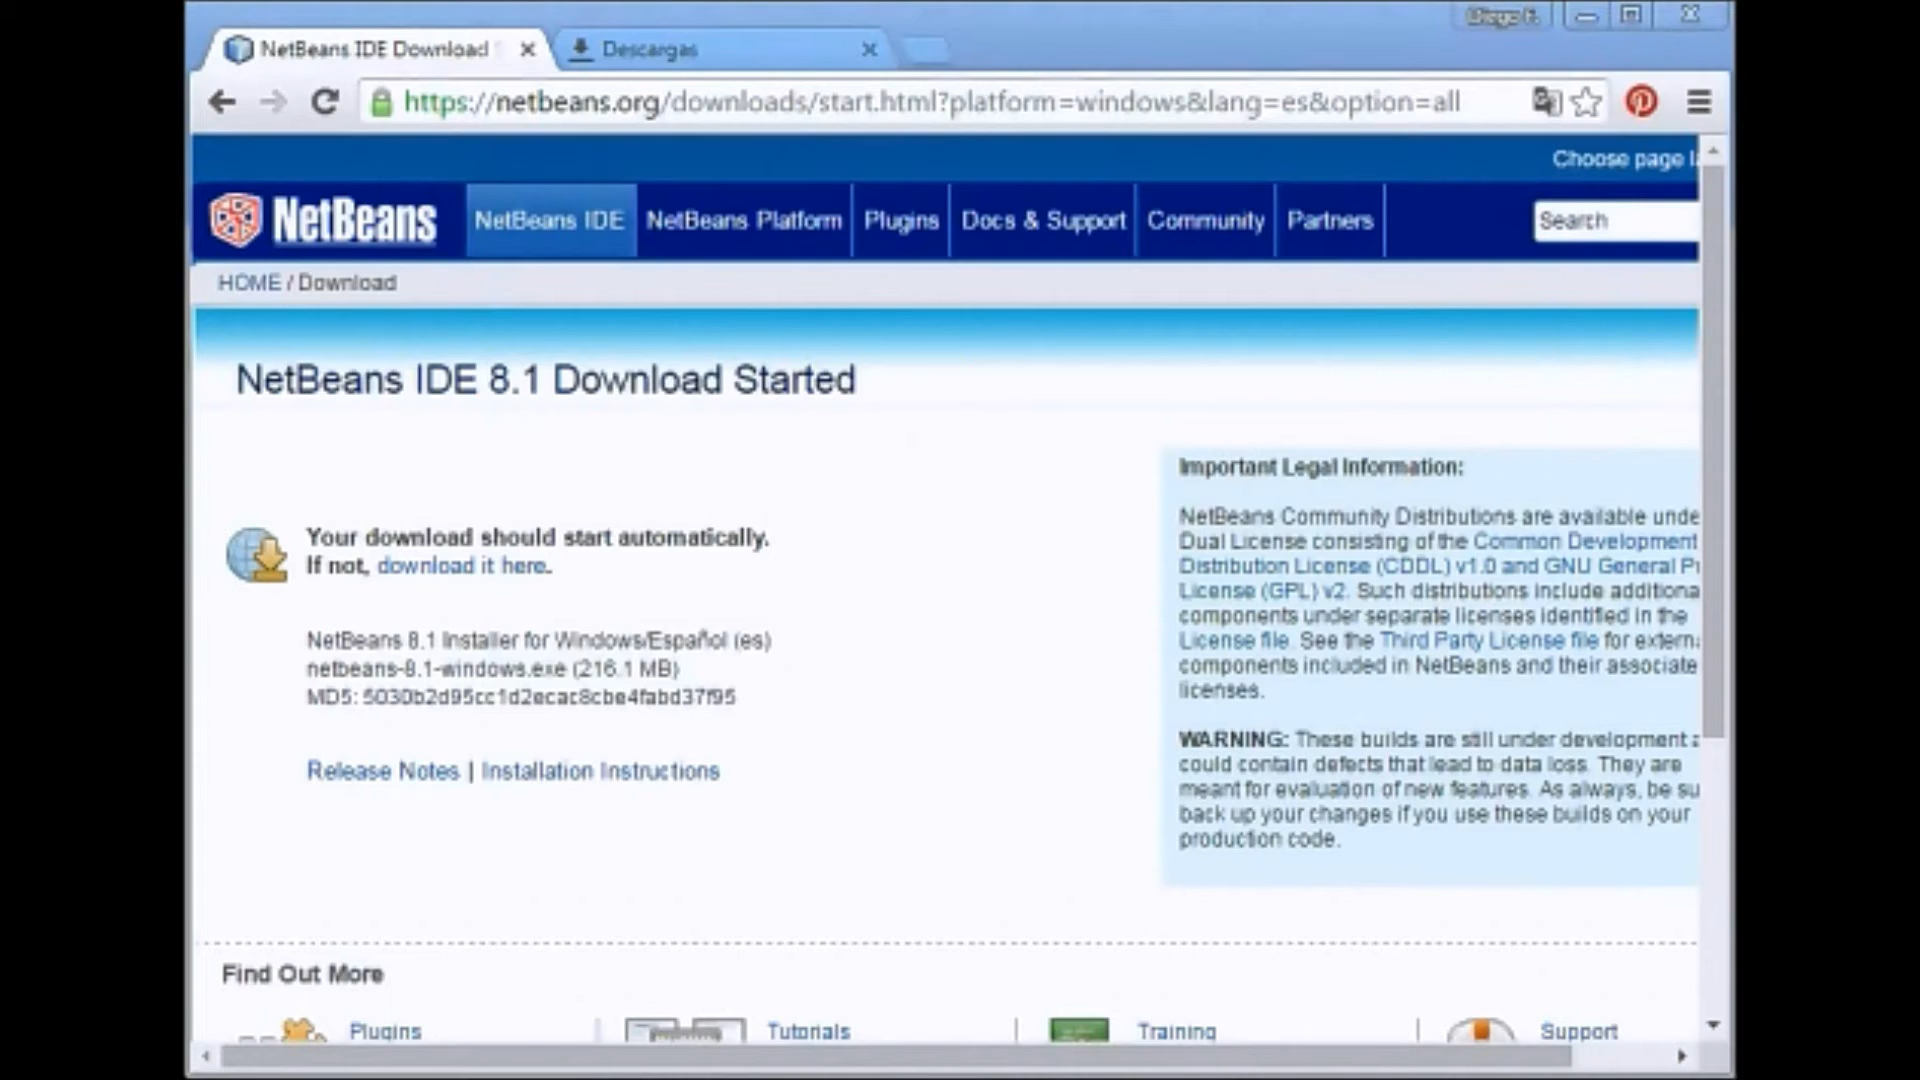 Diego F.
NetBeans IDE Download
Descargas
https://netbeans.org/downloads/start.html?platform=windows&lang=es&option=all
Choose page l
NetBeans
NetBeans IDE
NetBeans Platform
Plugins
Docs & Support
Community
Partners
Search
HOME / Download
NetBeans IDE 8.1 Download Started
Your download should start automatically.
If not, download it here.
NetBeans 8.1 Installer for Windows/Español (es)
netbeans-8.1-windows.exe (216.1 MB)
MD5: 5030b2d95cc1d2ecac8cbe4fabd37f95
Release Notes | Installation Instructions
Important Legal Information:
NetBeans Community Distributions are available unde
Dual License consisting of the Common Development
Distribution License (CDDL) v1.0 and GNU General P
License (GPL) v2. Such distributions include additiona
components under separate licenses identified in the
License file. See the Third Party License file for extern
components included in NetBeans and their associate
licenses.
WARNING: These builds are still under development a
could contain defects that lead to data loss. They are
meant for evaluation of new features. As always, be su
back up your changes if you use these builds on your
production code.
Find Out More
Plugins
Tutorials
Training
Support